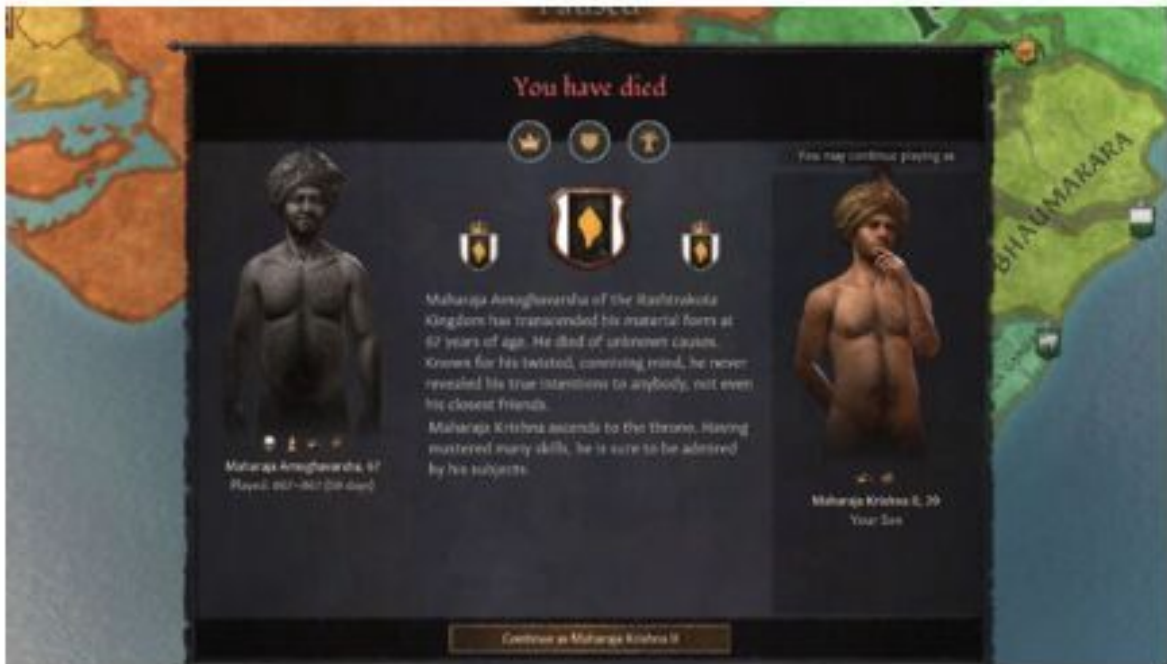 You have died
You may continue playing as
Maharaja Amoghavarsha of the Rashtrakuta
Kingdom has transcended his material form at
67 years of age. He died of unknown causes.
Known for his twisted, conniving mind, he never
revealed his true intentions to anybody, not even
his closest friends.
Maharaja Krishna ascends to the throne. Having
mastered many skills, he is sure to be admired
by his subjects.
Maharaja Amoghavarsha, 67
Played: 867–867
Maharaja Krishna II, 29
Your Son
Continue as Maharaja Krishna II
BHAUMAKARA